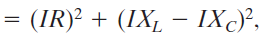 = (IR)² + (IX_L − IX_C)²,